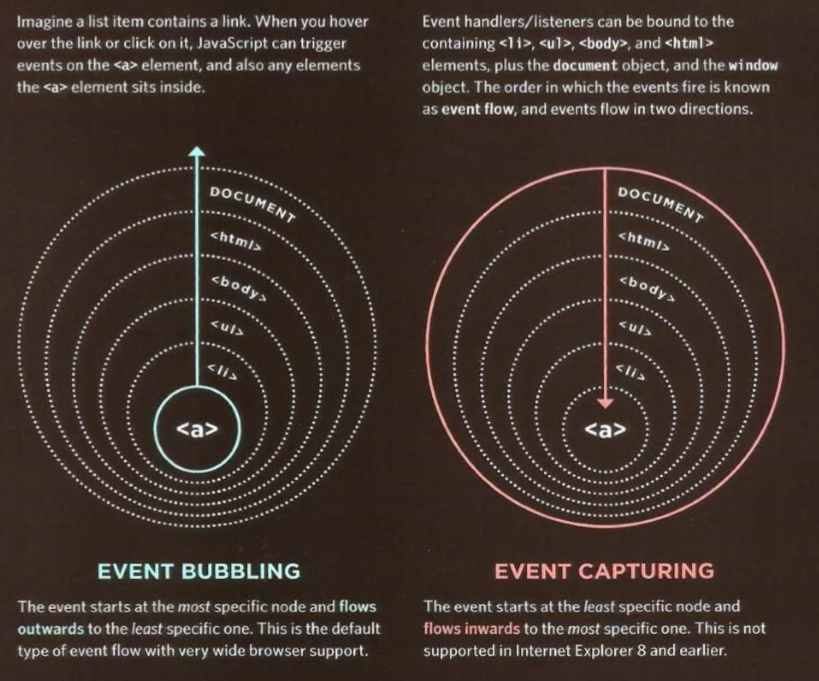 Imagine a list item contains a link. When you hover
over the link or click on it, JavaScript can trigger
events on the <a> element, and also any elements
the <a> element sits inside.
Event handlers/listeners can be bound to the
containing <li>, <ul>, <body>, and <html>
elements, plus the document object, and the window
object. The order in which the events fire is known
as event flow, and events flow in two directions.
DOCUMENT
<html>
<body>
<ul>
<li>
<a>
DOCUMENT
<html>
<body>
<ul>
<li>
<a>
EVENT BUBBLING
The event starts at the most specific node and flows
outwards to the least specific one. This is the default
type of event flow with very wide browser support.
EVENT CAPTURING
The event starts at the least specific node and
flows inwards to the most specific one. This is not
supported in Internet Explorer 8 and earlier.